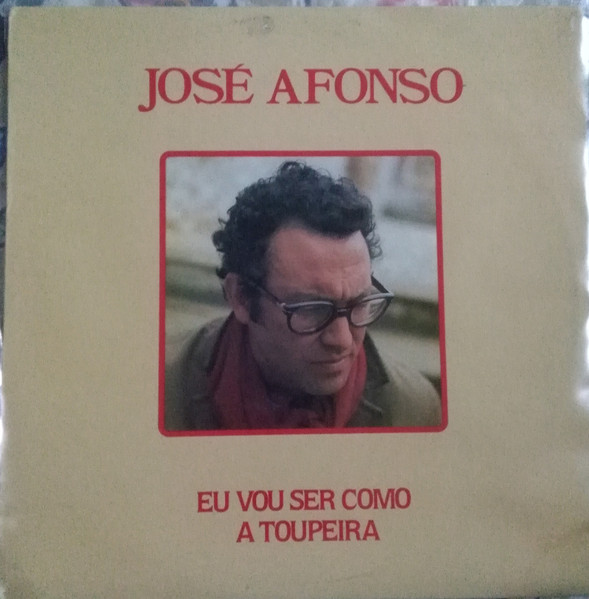 JOSÉ AFONSO
EU VOU SER COMO
A TOUPEIRA